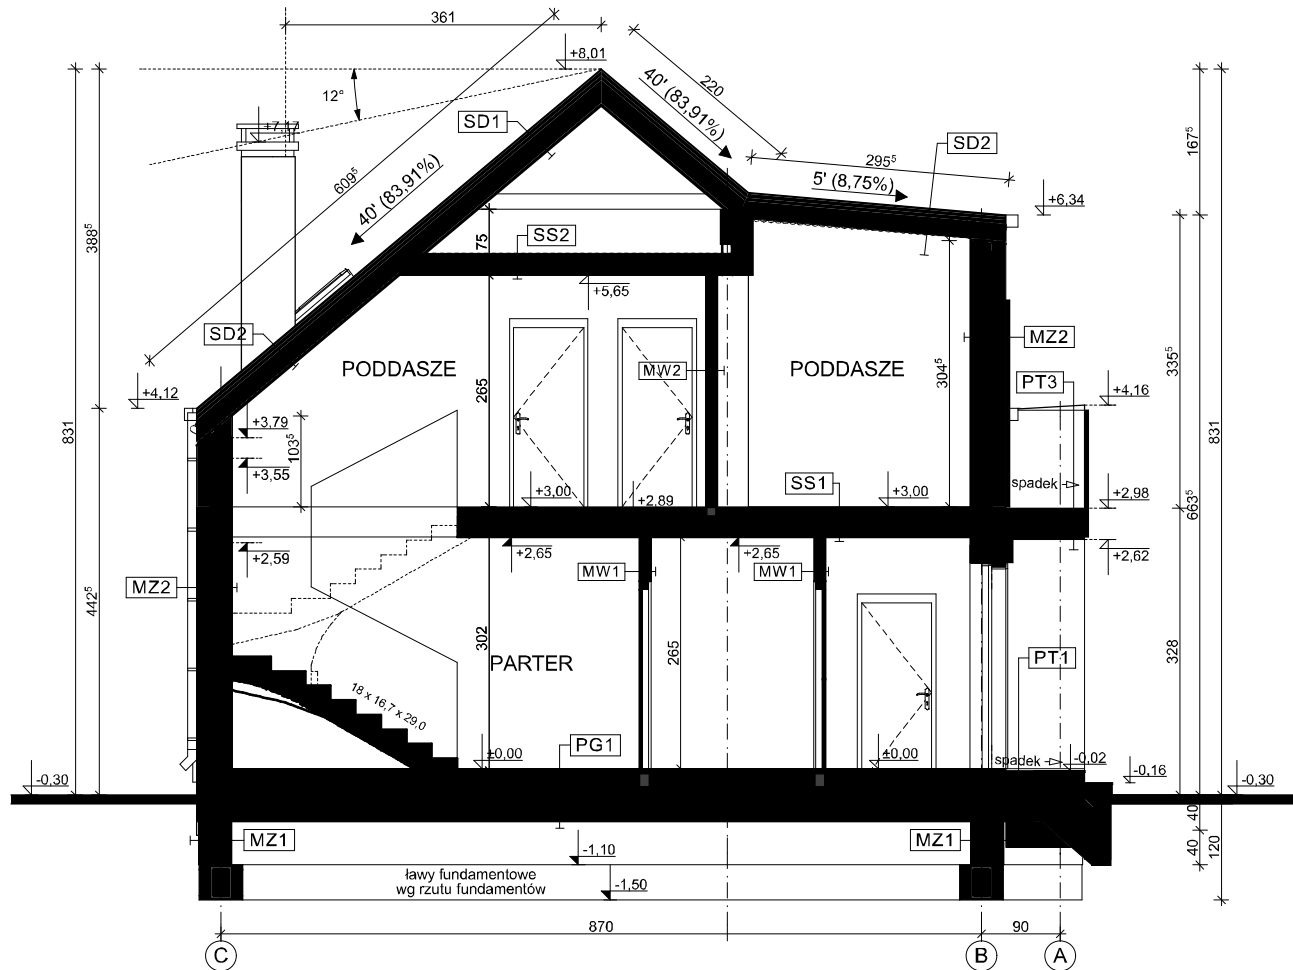 361
+8,01
12°
+7,17
SD1
220
40' (83,91%)
SD2
295⁵
5' (8,75%)
167⁵
609⁵
40' (83,91%)
+6,34
388⁵
75
SS2
+5,65
SD2
PODDASZE
MW2
PODDASZE
304⁵
MZ2
335⁵
PT3
265
+4,12
+4,16
831
831
+3,79
103⁵
+3,55
SS1
spadek
+3,00
+2,89
+3,00
+2,98
663⁵
+2,59
+2,65
+2,65
+2,62
MZ2
MW1
MW1
442⁵
302
PARTER
265
PT1
328
18 x 16,7 x 29,0
PG1
±0,00
±0,00
spadek
-0,02
-0,30
-0,16
-0,30
MZ1
MZ1
40
40
120
-1,10
ławy fundamentowe
wg rzutu fundamentów
-1,50
870
90
C
B
A